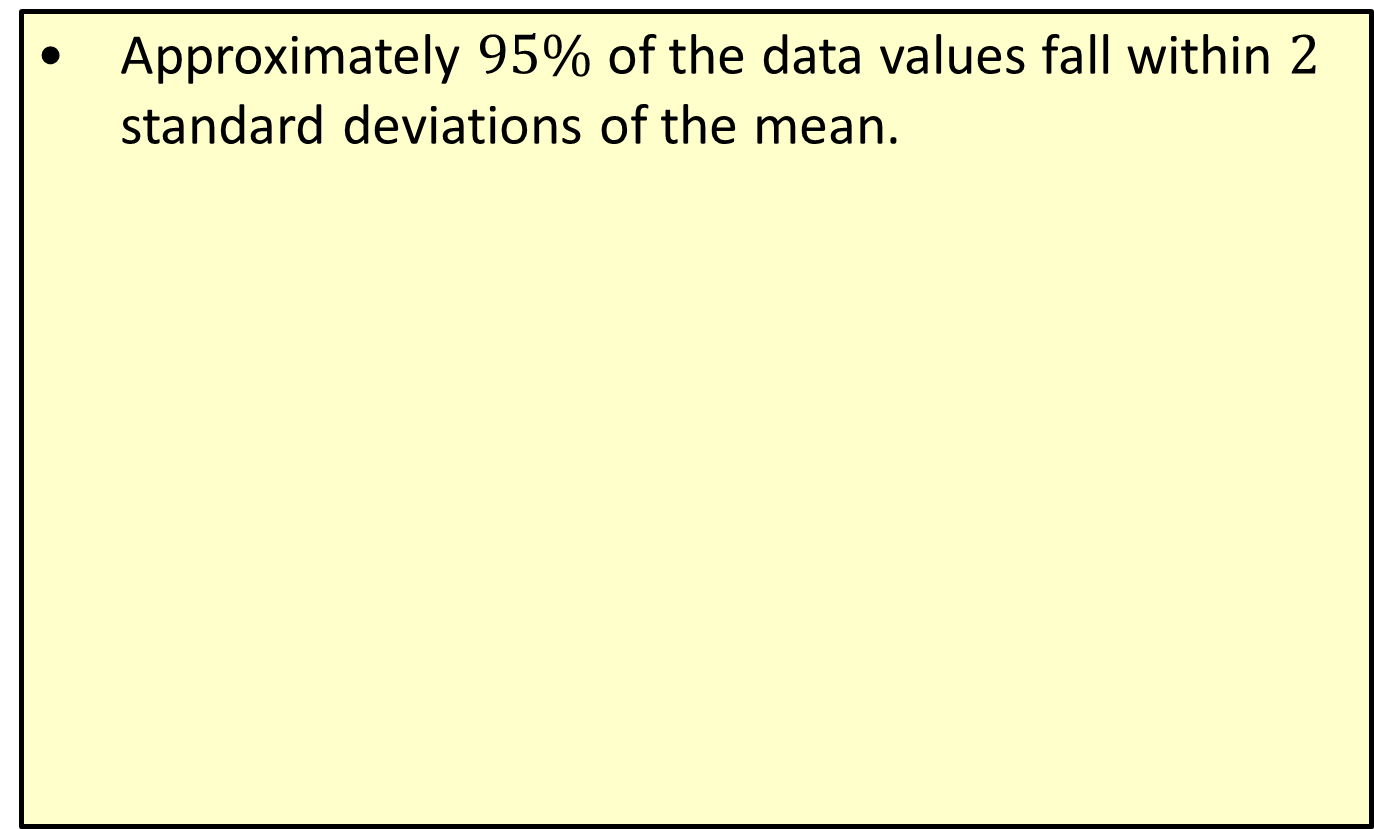 • Approximately 95% of the data values fall within 2
standard deviations of the mean.